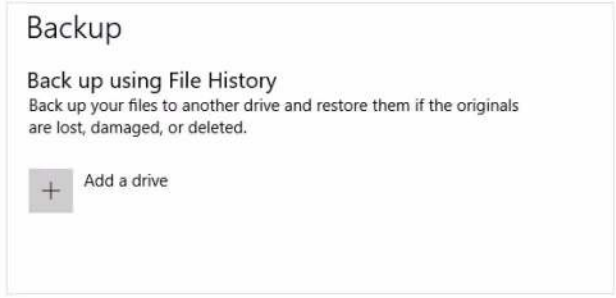 Backup
Back up using File History
Back up your files to another drive and restore them if the originals
are lost, damaged, or deleted.
+ Add a drive